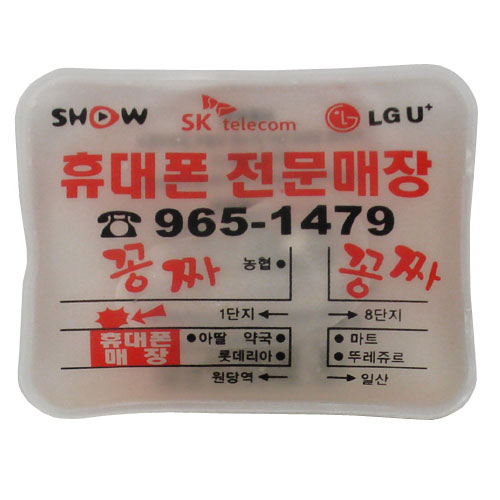 SHOW SK telecom LG U+
휴대폰 전문매장
☎ 965-1479
꽁짜 농협 ● 꽁짜
1단지 ← → 8단지
휴대폰 매장
● 아딸 약국 ● ● 마트
롯데리아 ● ● 뚜레쥬르
원당역 ← → 일산